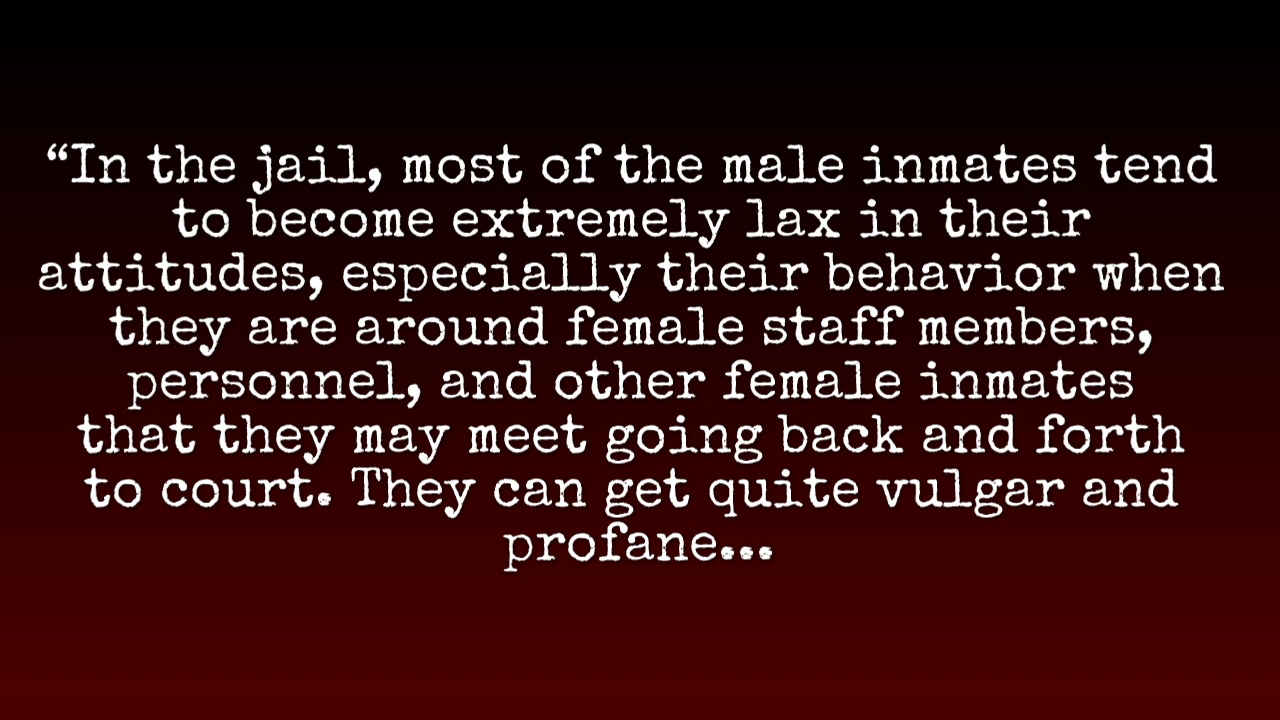 “In the jail, most of the male inmates tend
to become extremely lax in their
attitudes, especially their behavior when
they are around female staff members,
personnel, and other female inmates
that they may meet going back and forth
to court. They can get quite vulgar and
profane...